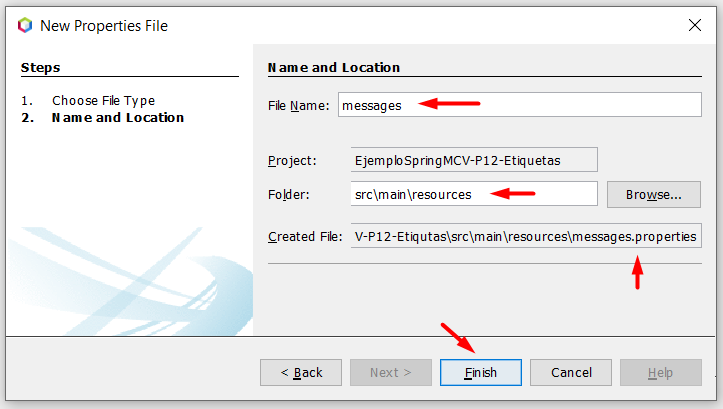 New Properties File
Steps
1. Choose File Type
2. Name and Location
Name and Location
File Name: messages
Project: EjemploSpringMCV-P12-Etiquetas
Folder: src\main\resources Browse...
Created File: V-P12-Etiqutas\src\main\resources\messages.properties
< Back Next > Finish Cancel Help